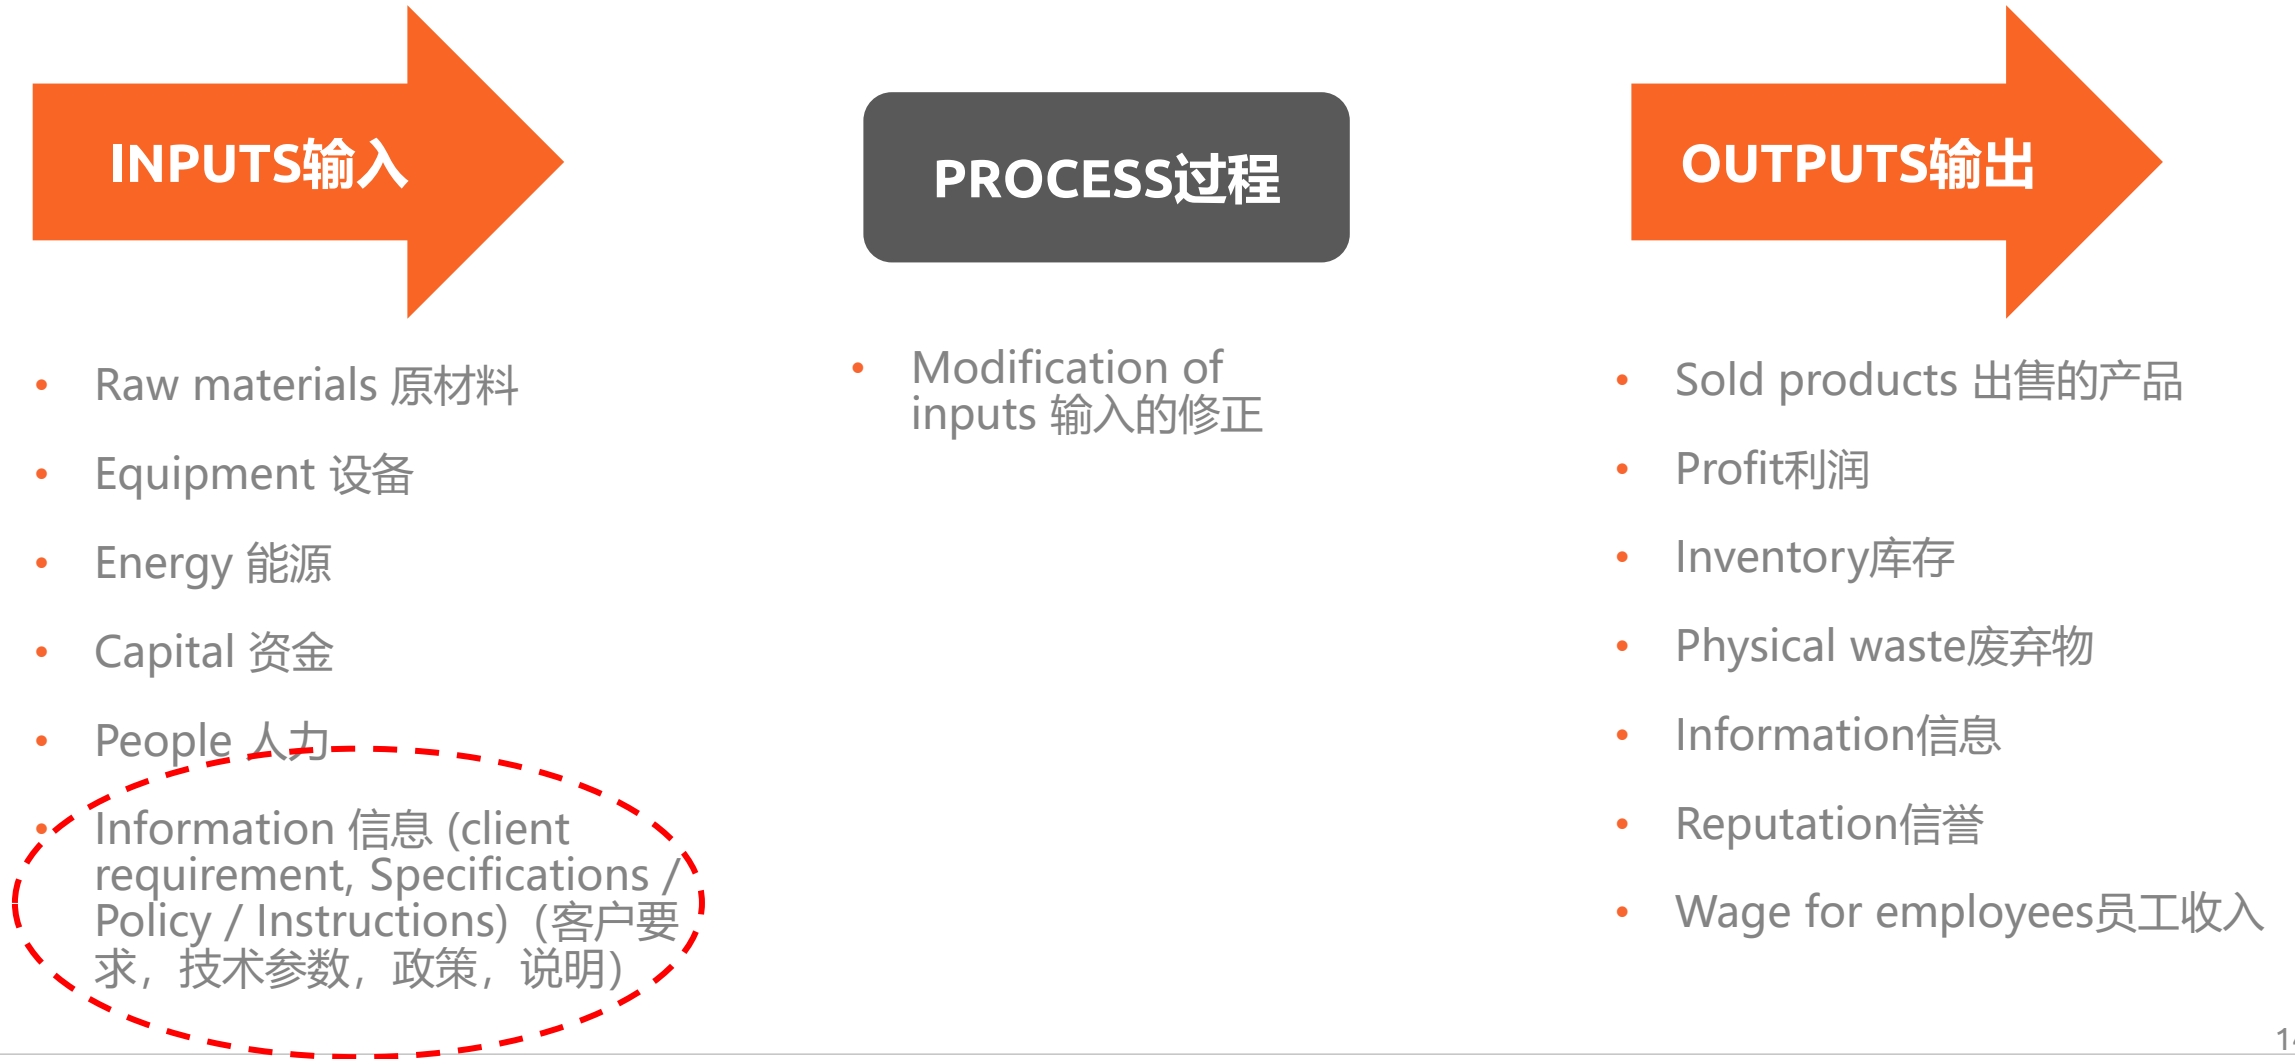 INPUTS输入
Raw materials 原材料
Equipment 设备
Energy 能源
Capital 资金
People 人力
Information 信息 (client
requirement, Specifications /
Policy / Instructions)（客户要
求，技术参数，政策，说明）
PROCESS过程
Modification of
inputs 输入的修正
OUTPUTS输出
Sold products 出售的产品
Profit利润
Inventory库存
Physical waste废弃物
Information信息
Reputation信誉
Wage for employees员工收入